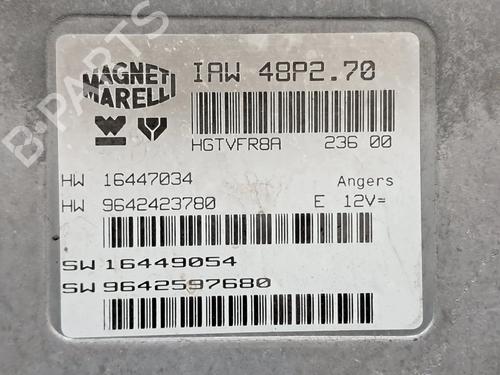 MAGNETI
MARELLI
IAW 48P2.70
HGTVFR8A 236 00
HW 16447034 Angers
HW 9642423780 E 12V=
SW 16449054
SW 9642597680
B-PARTS